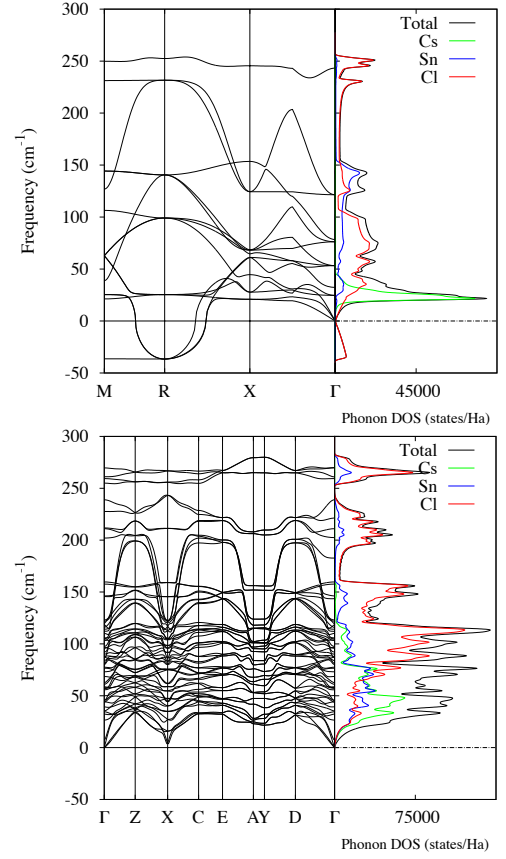 300
250
200
150
100
50
0
-50
Frequency (cm⁻¹)
Total
Cs
Sn
Cl
M R X Γ 45000
Phonon DOS (states/Ha)
300
250
200
150
100
50
0
-50
Frequency (cm⁻¹)
Total
Cs
Sn
Cl
Γ Z X C E A Y D Γ 75000
Phonon DOS (states/Ha)